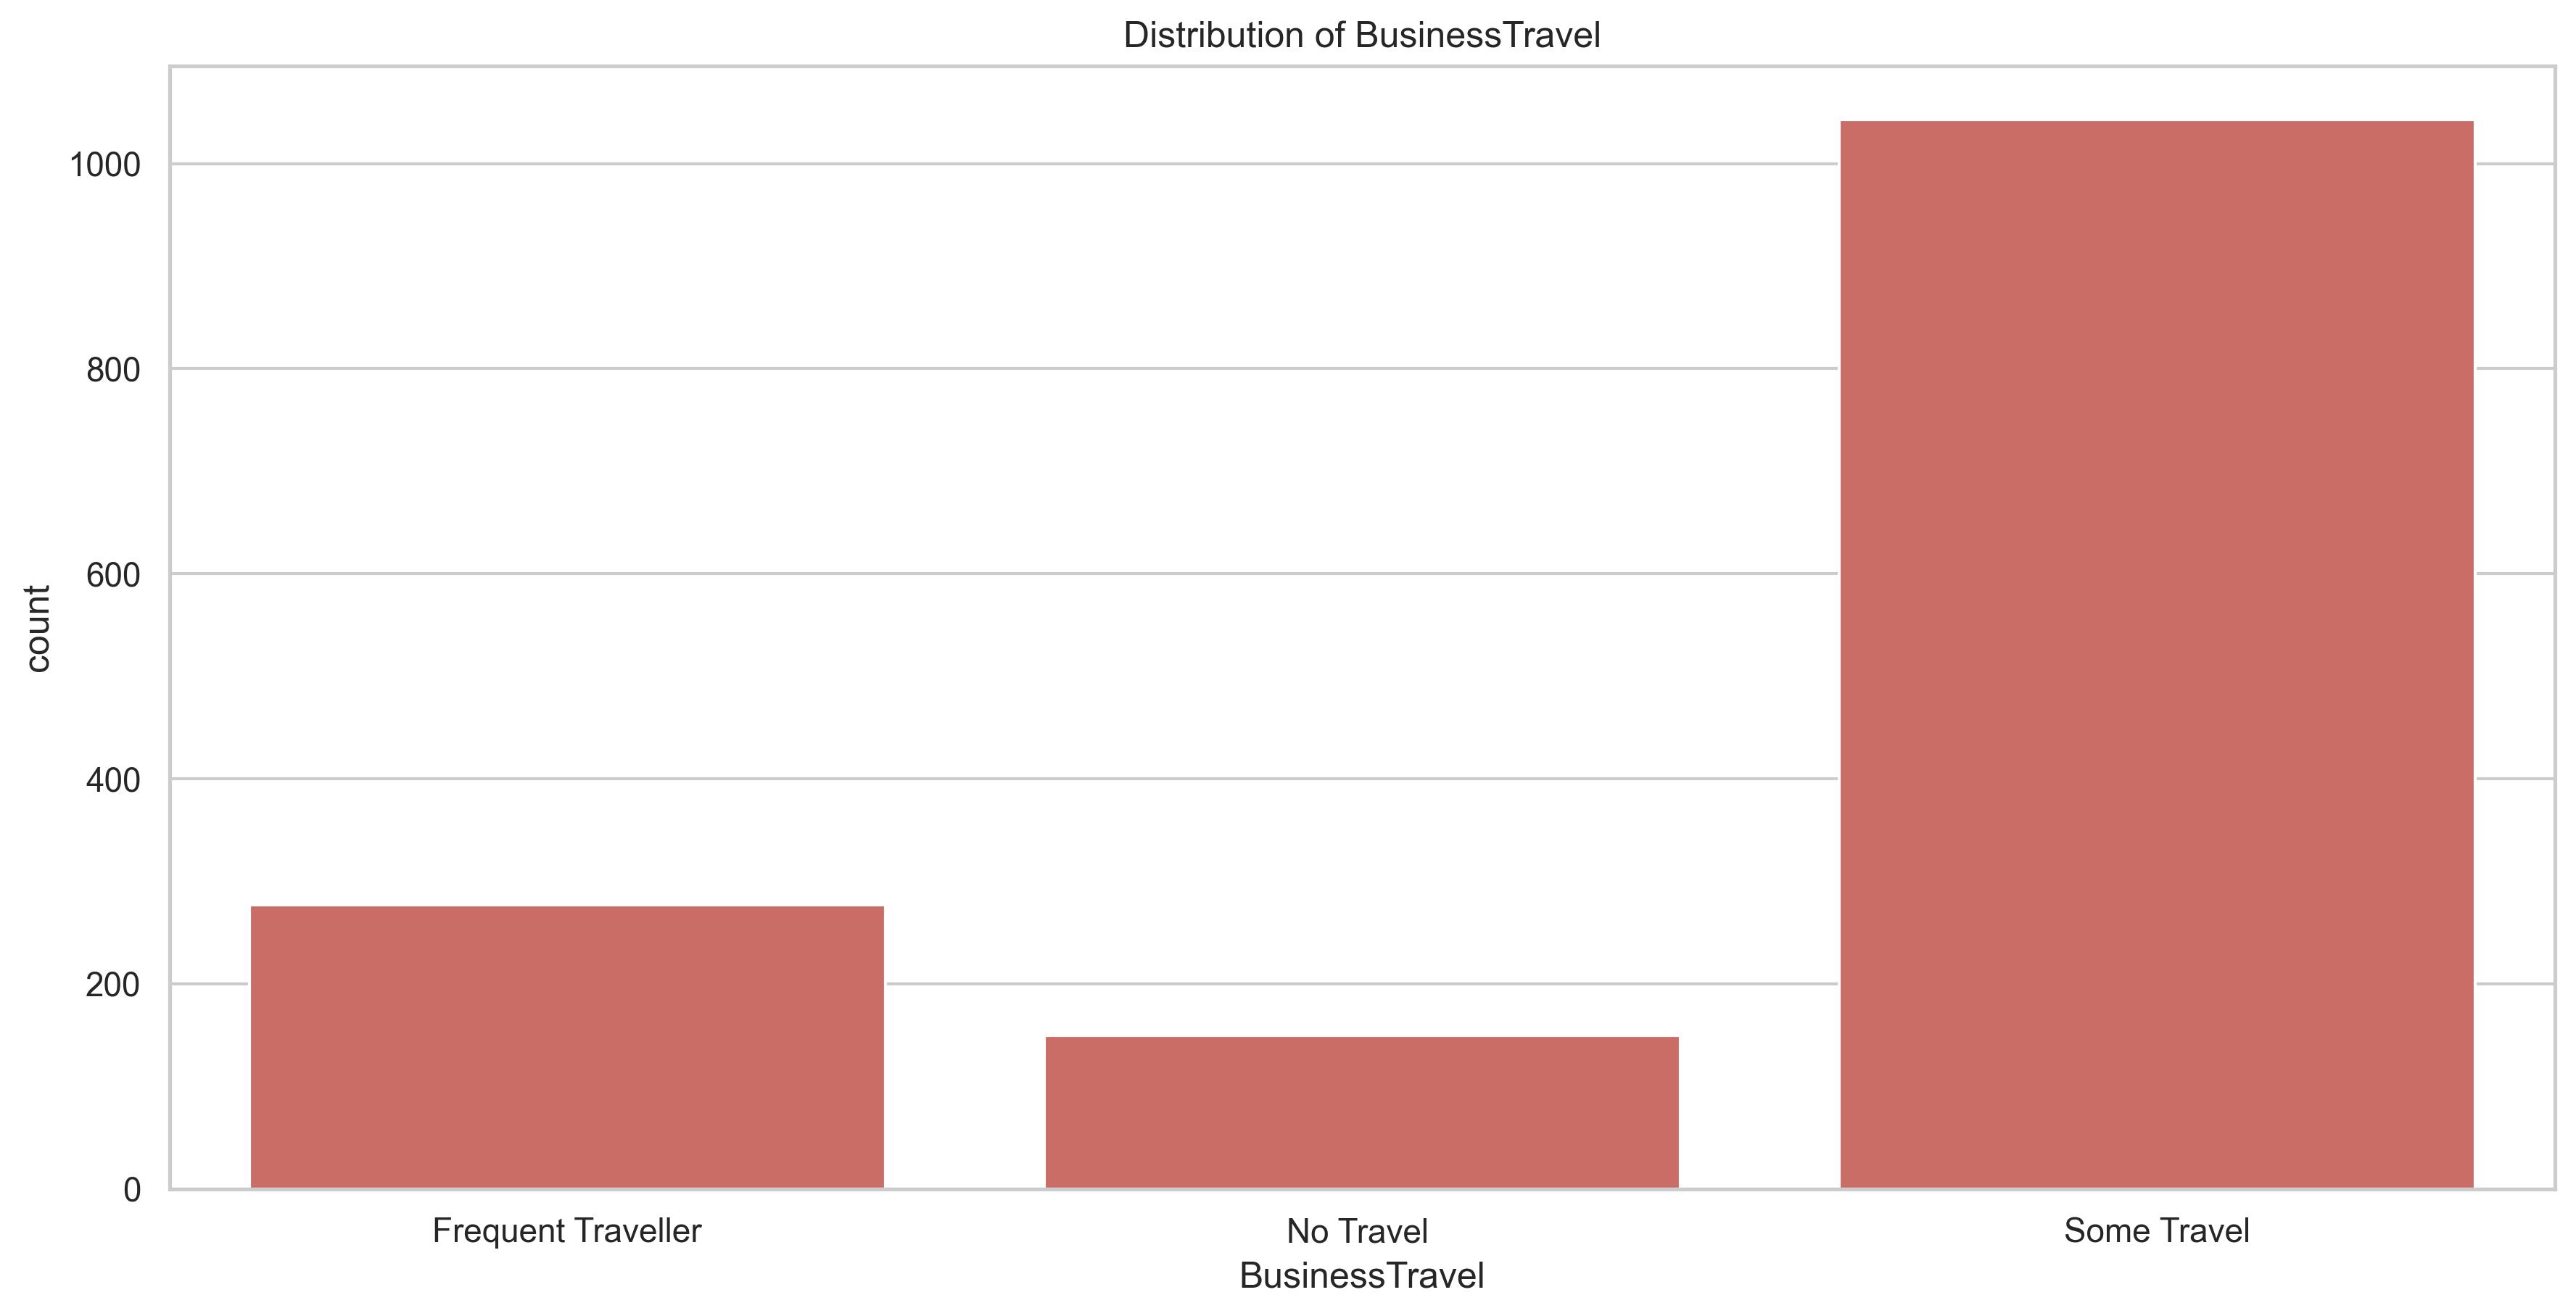 Distribution of BusinessTravel
1000
800
600
400
200
0
count
Frequent Traveller
No Travel
Some Travel
BusinessTravel